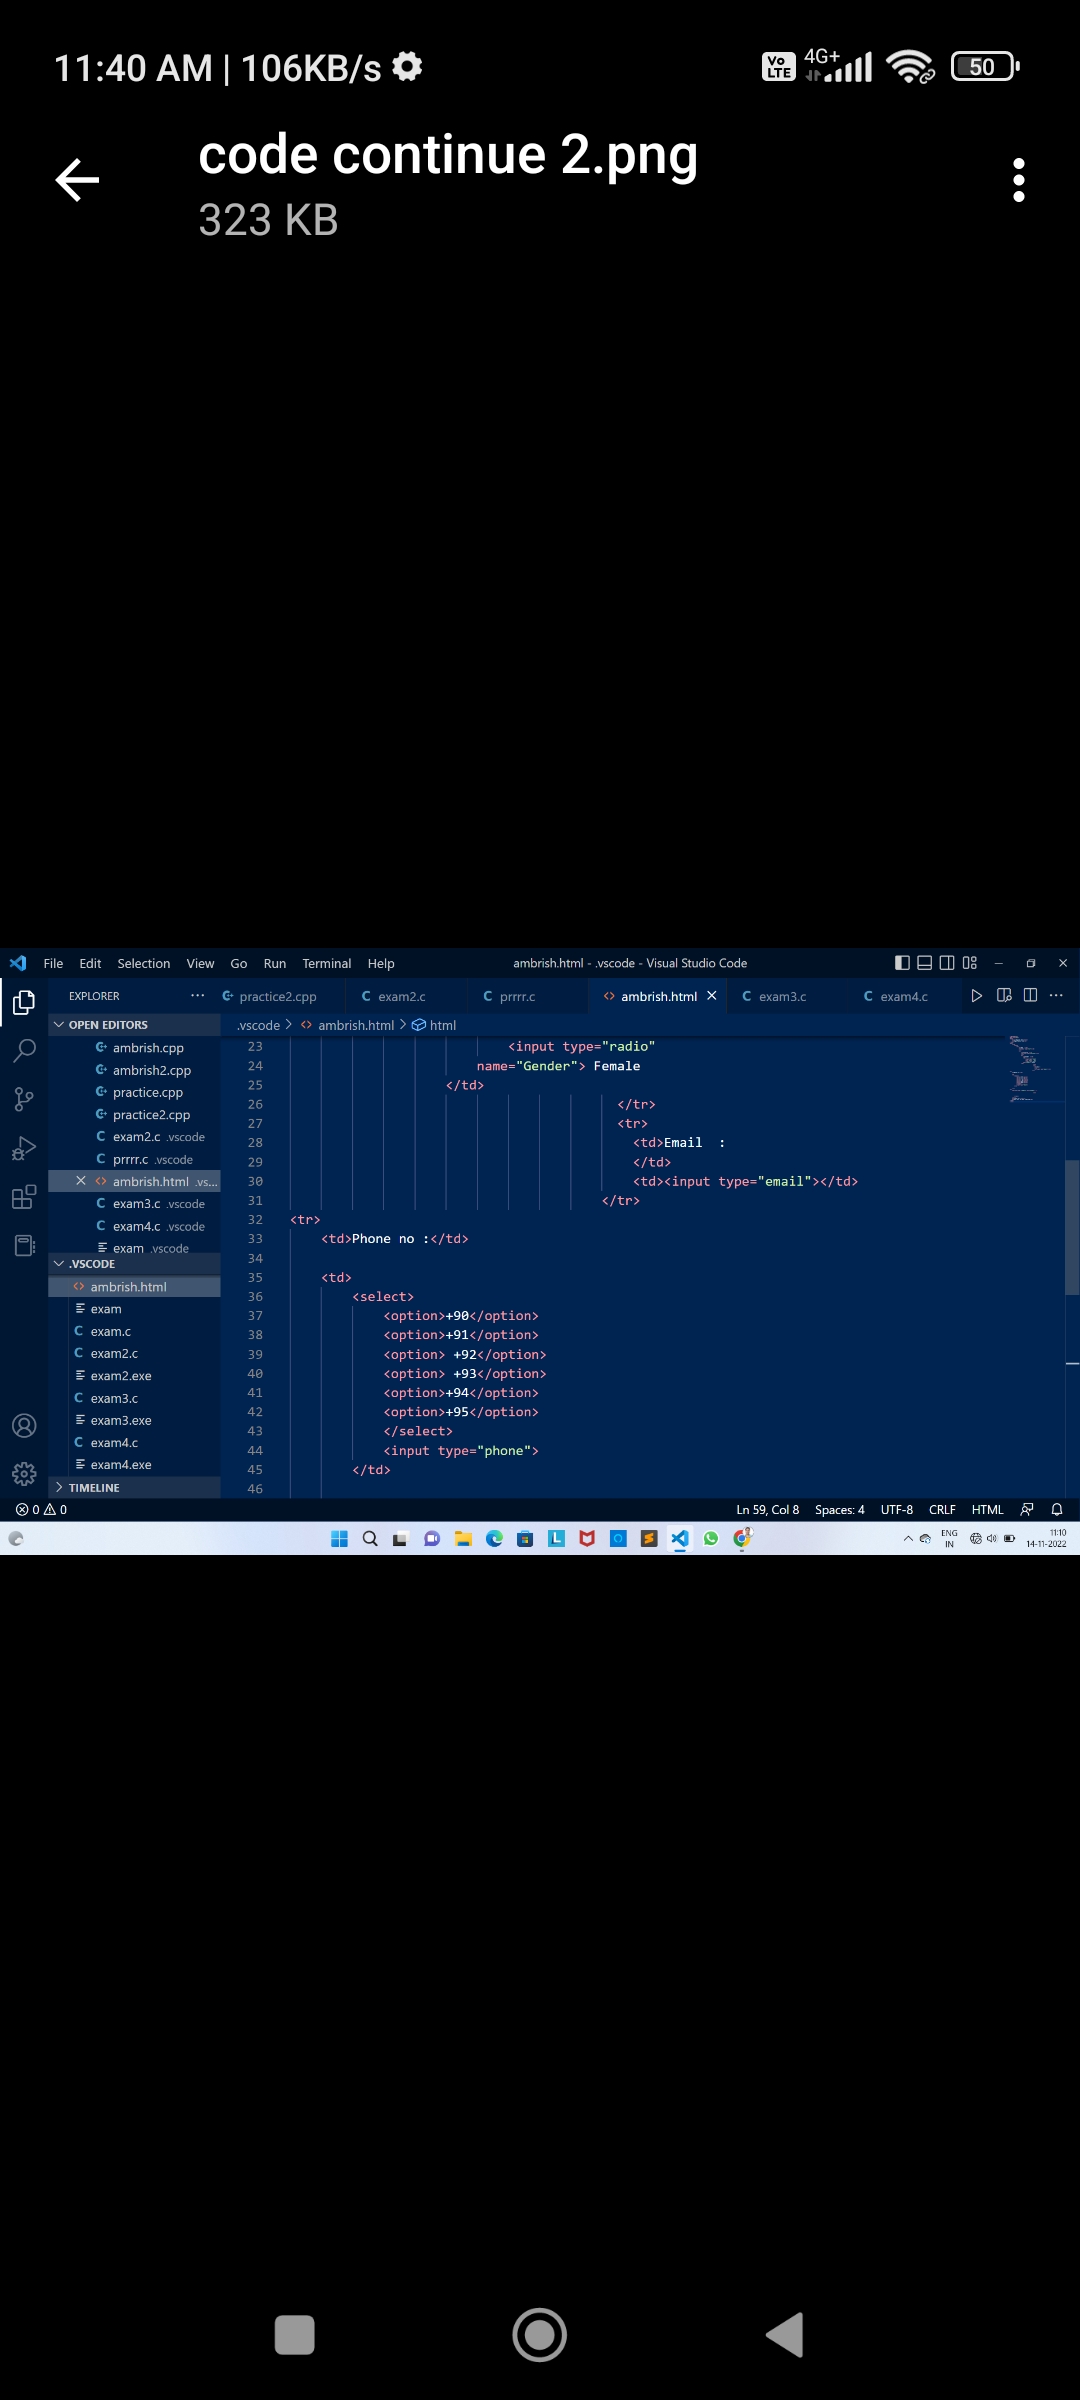 11:40 AM | 106KB/s
Vo LTE 4G+ 50
code continue 2.png
323 KB
File Edit Selection View Go Run Terminal Help
ambrish.html - .vscode - Visual Studio Code
EXPLORER
practice2.cpp
C exam2.c
C prrrr.c
ambrish.html
C exam3.c
C exam4.c
OPEN EDITORS
ambrish.cpp
ambrish2.cpp
practice.cpp
practice2.cpp
C exam2.c .vscode
C prrrr.c .vscode
ambrish.html .vs...
C exam3.c .vscode
C exam4.c .vscode
exam .vscode
.VSCODE
ambrish.html
exam
C exam.c
C exam2.c
exam2.exe
C exam3.c
exam3.exe
C exam4.c
exam4.exe
TIMELINE
.vscode > ambrish.html > html
23 <input type="radio"
24 name="Gender"> Female
25 </td>
26 </tr>
27 <tr>
28 <td>Email :
29 </td>
30 <td><input type="email"></td>
31 </tr>
32 <tr>
33 <td>Phone no :</td>
34
35 <td>
36 <select>
37 <option>+90</option>
38 <option>+91</option>
39 <option> +92</option>
40 <option> +93</option>
41 <option>+94</option>
42 <option>+95</option>
43 </select>
44 <input type="phone">
45 </td>
46
0 0
Ln 59, Col 8 Spaces: 4 UTF-8 CRLF HTML
ENG
IN
11:10
14-11-2022